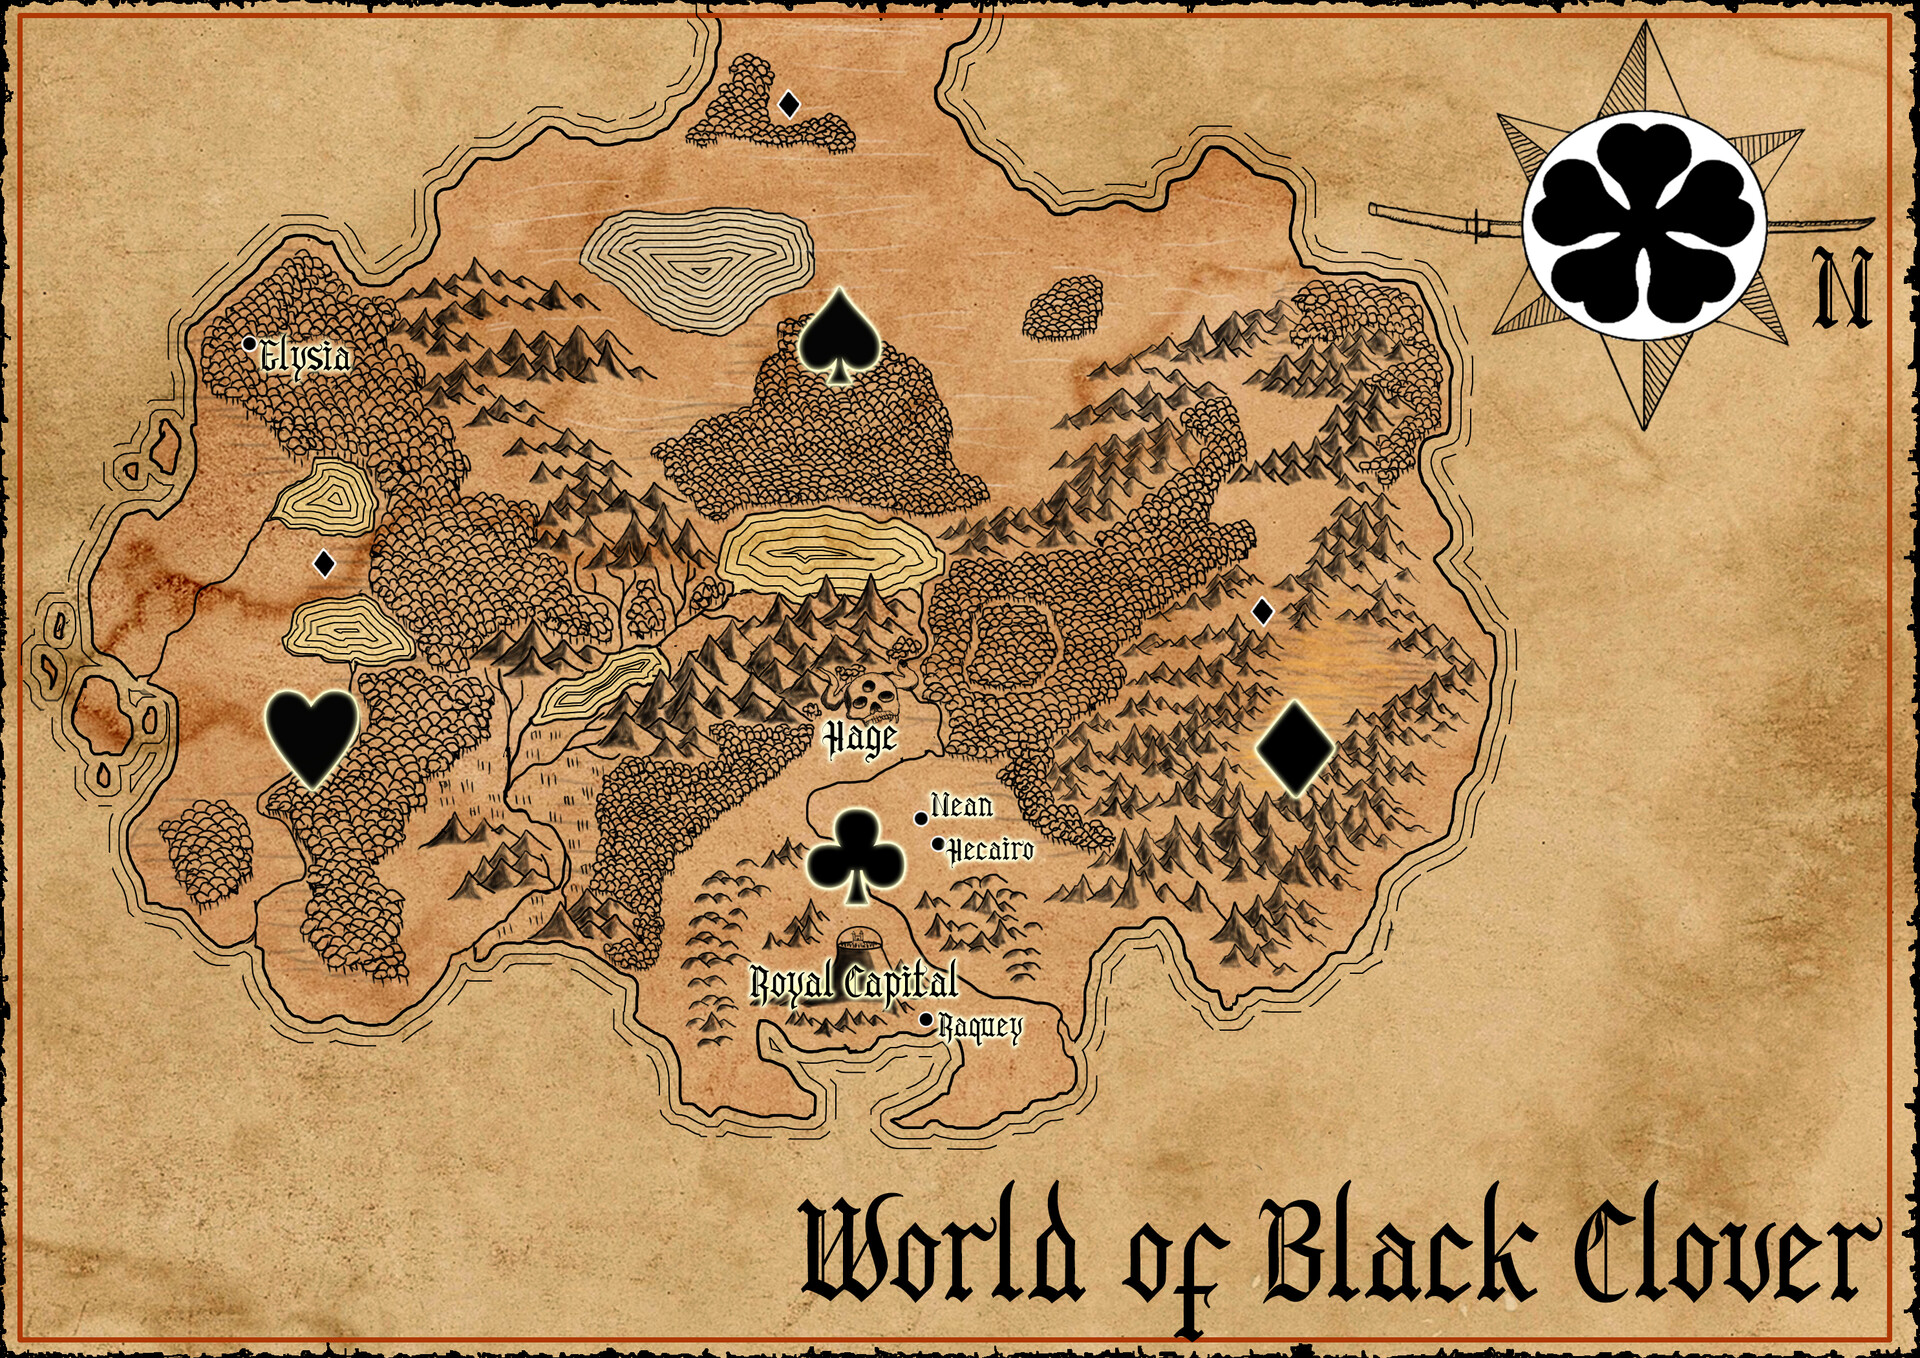 N
Elysia
Hage
Nean
Hecairo
Royal Capital
Raquey
World of Black Clover